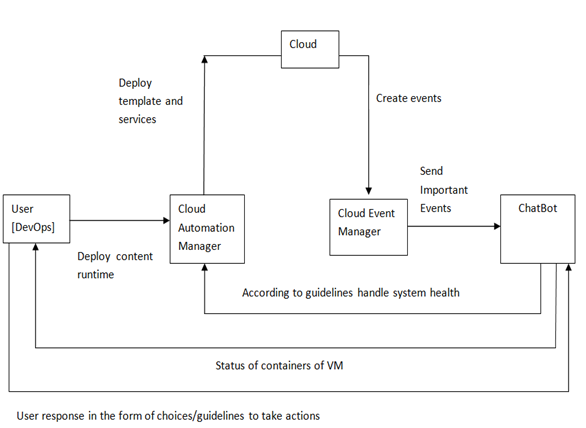 Cloud
Deploy
template and
services
Create events
Send
Important
Events
User
[DevOps]
Deploy content
runtime
Cloud
Automation
Manager
Cloud Event
Manager
ChatBot
According to guidelines handle system health
Status of containers of VM
User response in the form of choices/guidelines to take actions